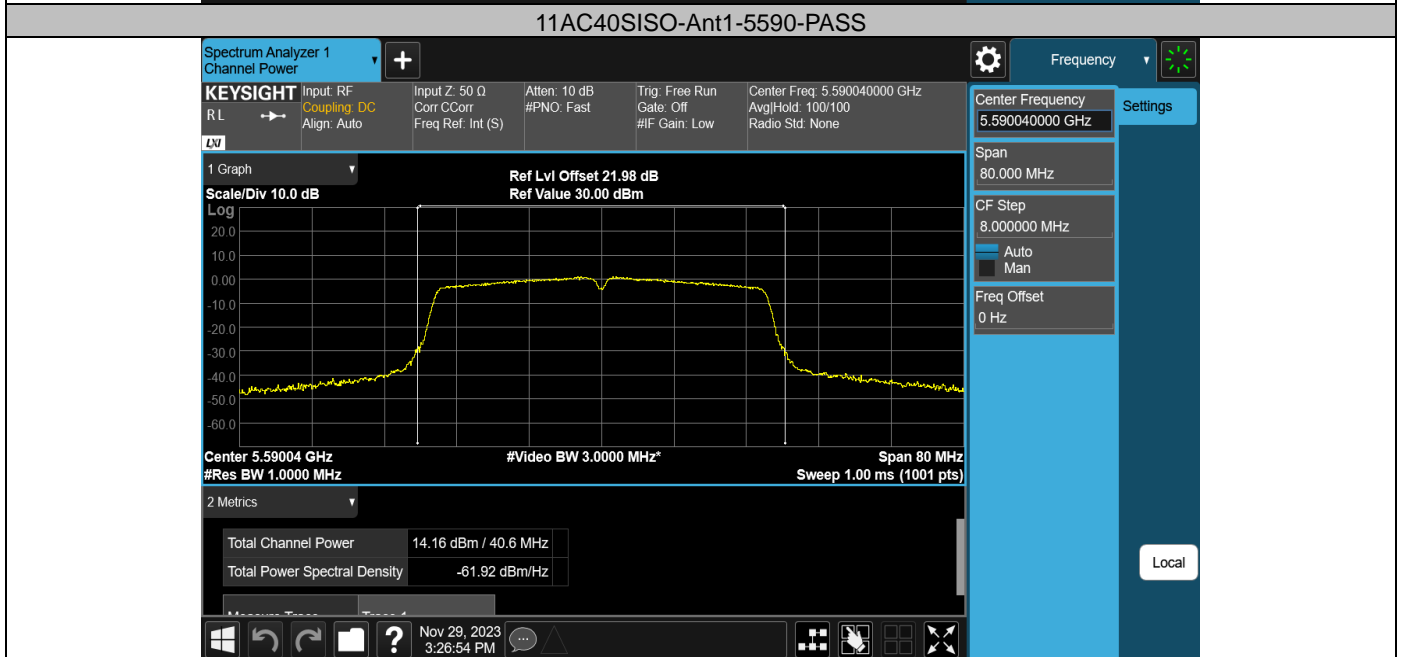 11AC40SISO-Ant1-5590-PASS
Spectrum Analyzer 1
Channel Power
Frequency
KEYSIGHT
RL
LXI
Input: RF
Coupling: DC
Align: Auto
Input Z: 50 Ω
Corr CCorr
Freq Ref: Int (S)
Atten: 10 dB
#PNO: Fast
Trig: Free Run
Gate: Off
#IF Gain: Low
Center Freq: 5.590040000 GHz
Avg|Hold: 100/100
Radio Std: None
Center Frequency
5.590040000 GHz
Settings
Span
80.000 MHz
CF Step
8.000000 MHz
Auto
Man
Freq Offset
0 Hz
1 Graph
Scale/Div 10.0 dB
Ref Lvl Offset 21.98 dB
Ref Value 30.00 dBm
Log
20.0
10.0
0.00
-10.0
-20.0
-30.0
-40.0
-50.0
-60.0
Center 5.59004 GHz
#Video BW 3.0000 MHz*
Span 80 MHz
#Res BW 1.0000 MHz
Sweep 1.00 ms (1001 pts)
2 Metrics
Total Channel Power 14.16 dBm / 40.6 MHz
Total Power Spectral Density -61.92 dBm/Hz
Local
Nov 29, 2023
3:26:54 PM